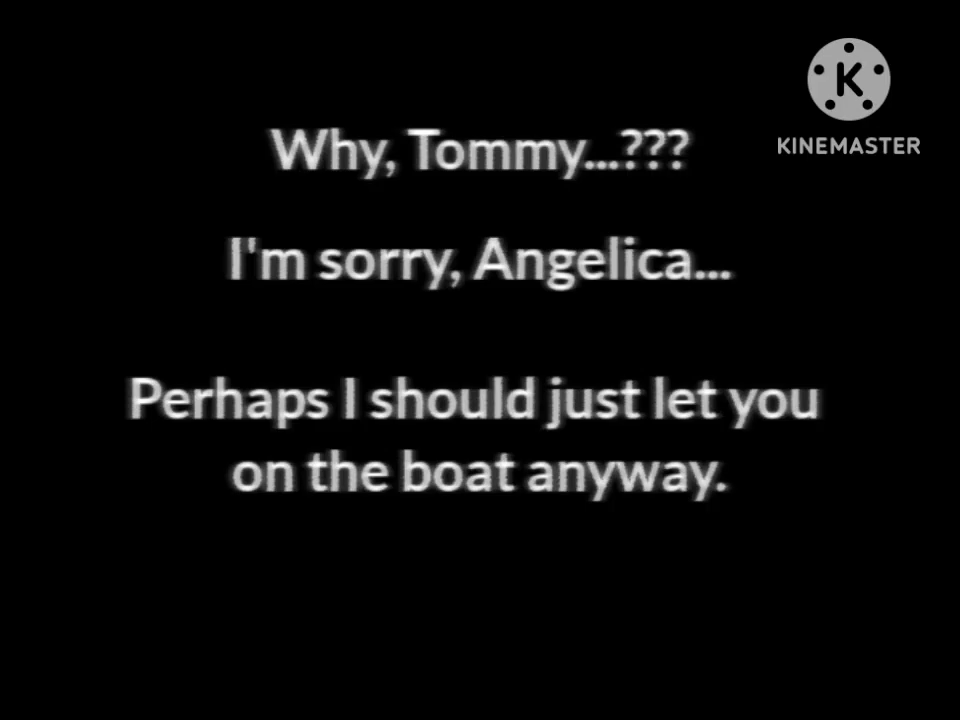 KINEMASTER
Why, Tommy...???
I'm sorry, Angelica...
Perhaps I should just let you
on the boat anyway.